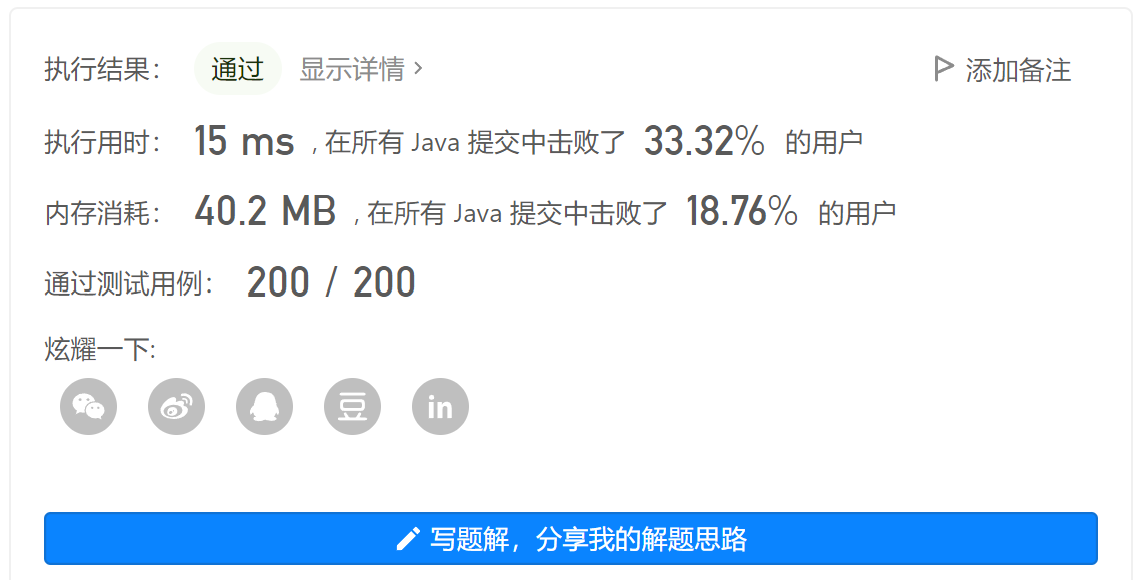 执行结果： 通过 显示详情 › 添加备注
执行用时： 15 ms , 在所有 Java 提交中击败了 33.32% 的用户
内存消耗： 40.2 MB , 在所有 Java 提交中击败了 18.76% 的用户
通过测试用例： 200 / 200
炫耀一下:
豆 in
写题解，分享我的解题思路